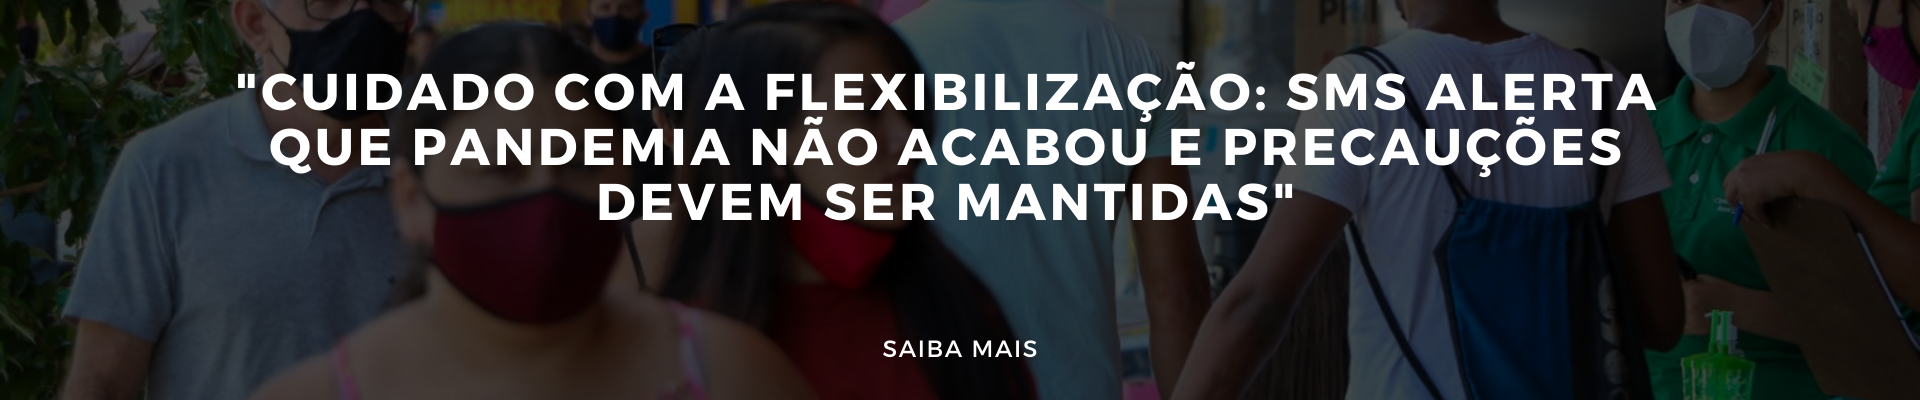 "CUIDADO COM A FLEXIBILIZAÇÃO: SMS ALERTA
QUE PANDEMIA NÃO ACABOU E PRECAUÇÕES
DEVEM SER MANTIDAS"
SAIBA MAIS